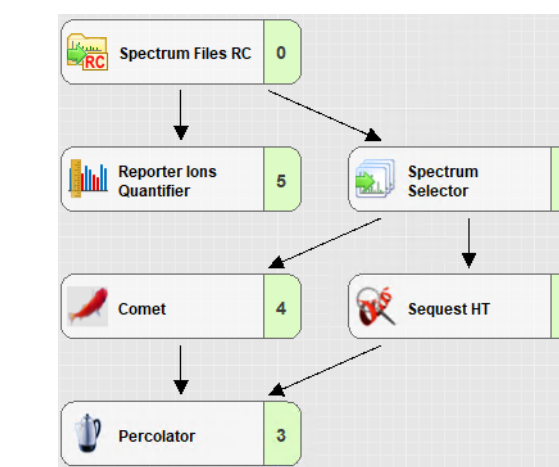 RC
Spectrum Files RC
0
Reporter Ions
Quantifier
5
Spectrum
Selector
Comet
4
Sequest HT
Percolator
3